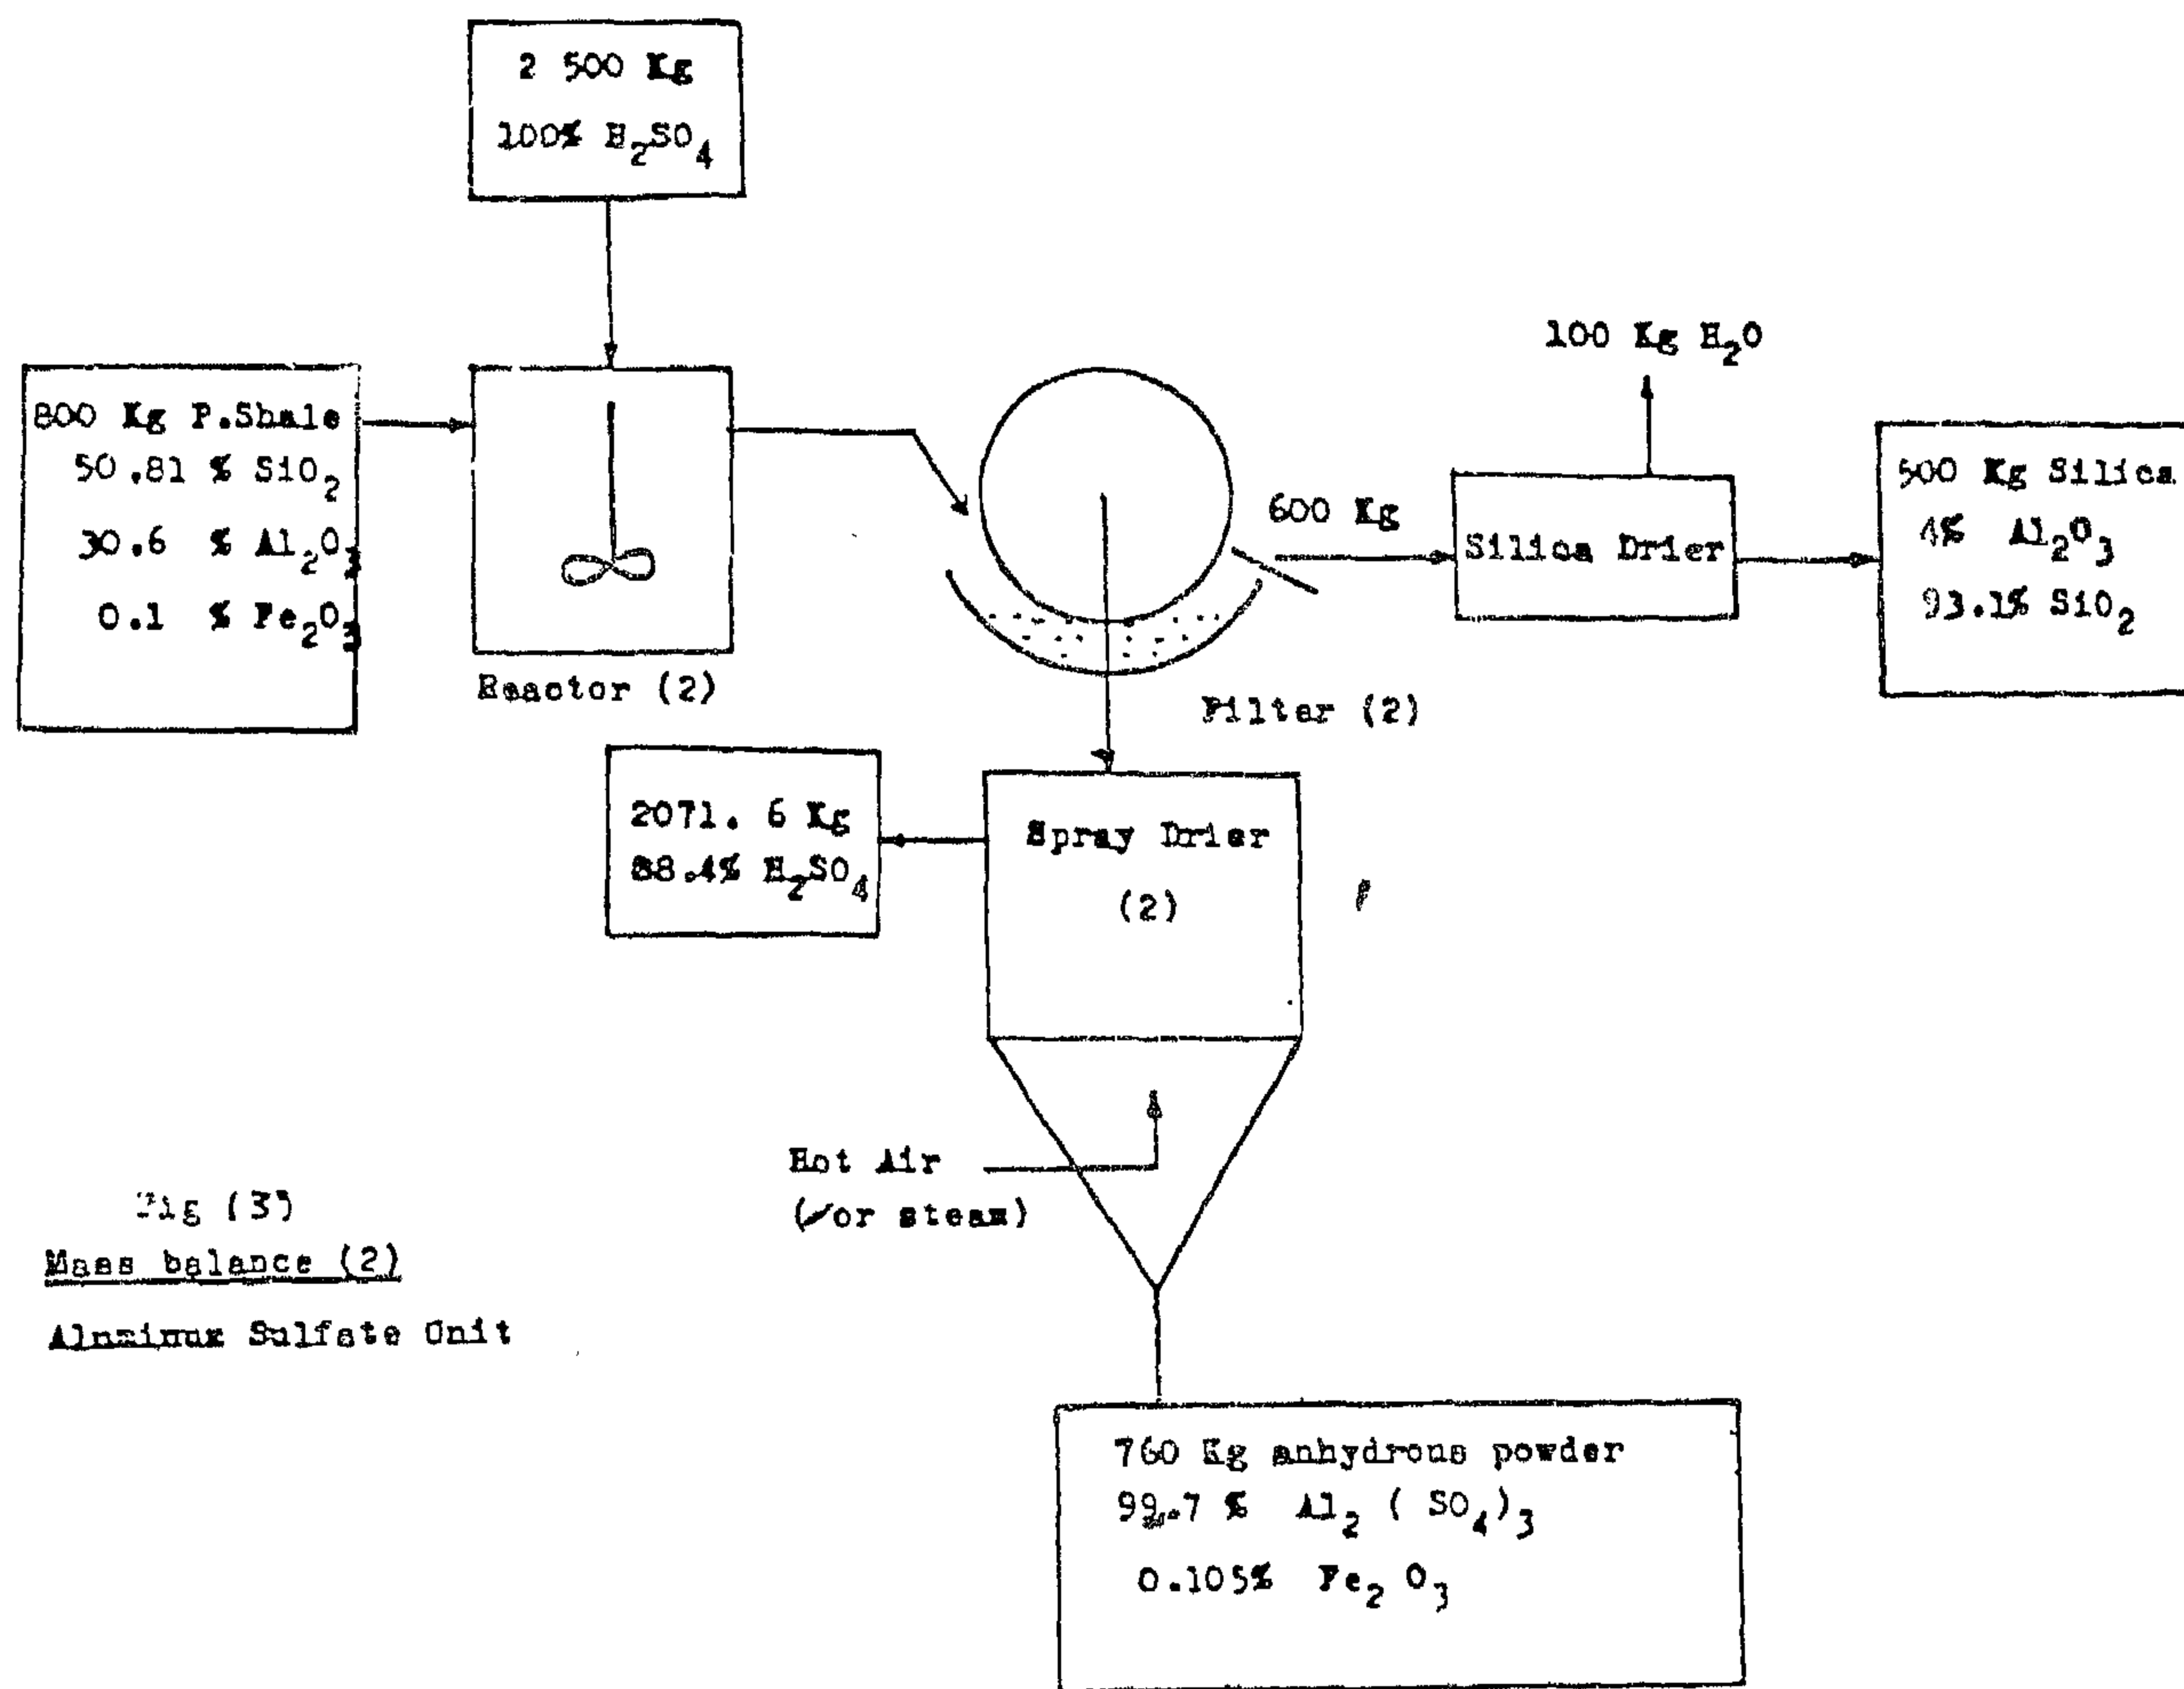 2 500 Kg
100% H2SO4
100 Kg H2O
800 Kg P.Shale
50.81 % SiO2
30.6 % Al2O3
0.1 % Fe2O3
Reactor (2)
Filter (2)
600 Kg
Silica Drier
500 Kg Silica
4% Al2O3
93.1% SiO2
2071. 6 Kg
88.4% H2SO4
Spray Drier
(2)
Hot Air
(/or steam)
Fig (3)
Mass balance (2)
Aluminum Sulfate Unit
760 Kg anhydrous powder
99.7 % Al2 ( SO4)3
0.105% Fe2 O3